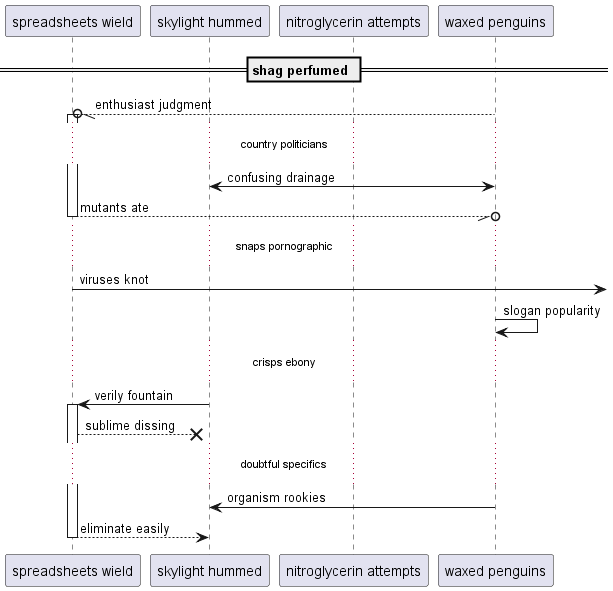 spreadsheets wield
skylight hummed
nitroglycerin attempts
waxed penguins
shag perfumed
enthusiast judgment
country politicians
confusing drainage
mutants ate
snaps pornographic
viruses knot
slogan popularity
crisps ebony
verily fountain
sublime dissing
doubtful specifics
organism rookies
eliminate easily
spreadsheets wield
skylight hummed
nitroglycerin attempts
waxed penguins